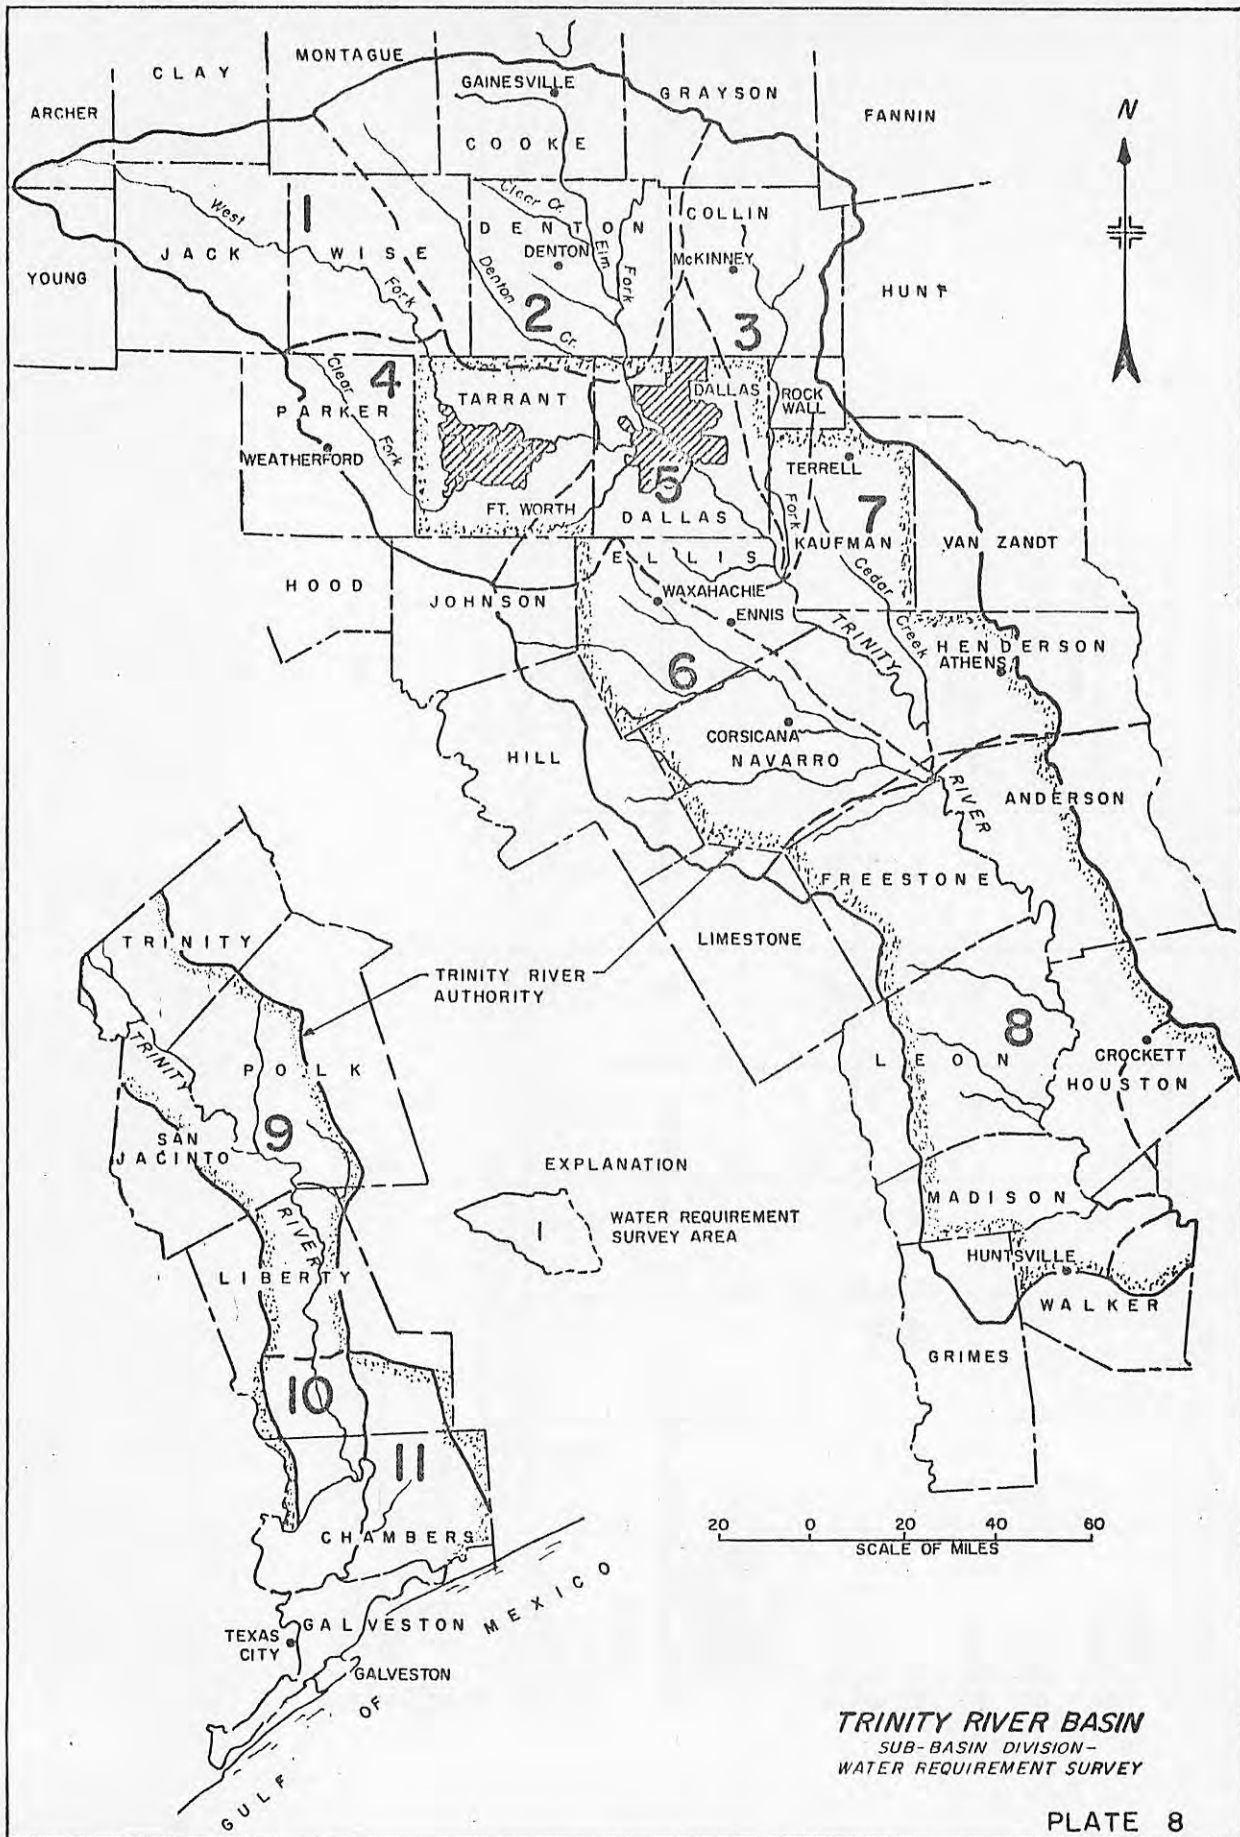 MONTAGUE
CLAY
GAINESVILLE
GRAYSON
ARCHER
FANNIN
N
COOKE
Clear Cr.
COLLIN
West
1
DENTON
JACK
WISE
DENTON
Elm
McKINNEY
YOUNG
Fork
Denton
Fork
HUNT
2
3
Cr.
Clear
4
DALLAS
TARRANT
ROCK
WALL
PARKER
WEATHERFORD
Fork
TERRELL
5
7
FT. WORTH
DALLAS
Fork
KAUFMAN
VAN ZANDT
ELLIS
HOOD
Cedar
JOHNSON
WAXAHACHIE
ENNIS
TRINITY
Creek
HENDERSON
ATHENS
6
CORSICANA
HILL
NAVARRO
RIVER
ANDERSON
FREESTONE
TRINITY
LIMESTONE
TRINITY RIVER
AUTHORITY
8
TRINITY
LEON
CROCKETT
POLK
HOUSTON
9
SAN
JACINTO
EXPLANATION
MADISON
RIVER
1
WATER REQUIREMENT
SURVEY AREA
HUNTSVILLE
LIBERTY
WALKER
GRIMES
10
11
20 0 20 40 60
SCALE OF MILES
CHAMBERS
GALVESTON
TEXAS
CITY
GALVESTON
GULF OF MEXICO
TRINITY RIVER BASIN
SUB-BASIN DIVISION-
WATER REQUIREMENT SURVEY
PLATE 8